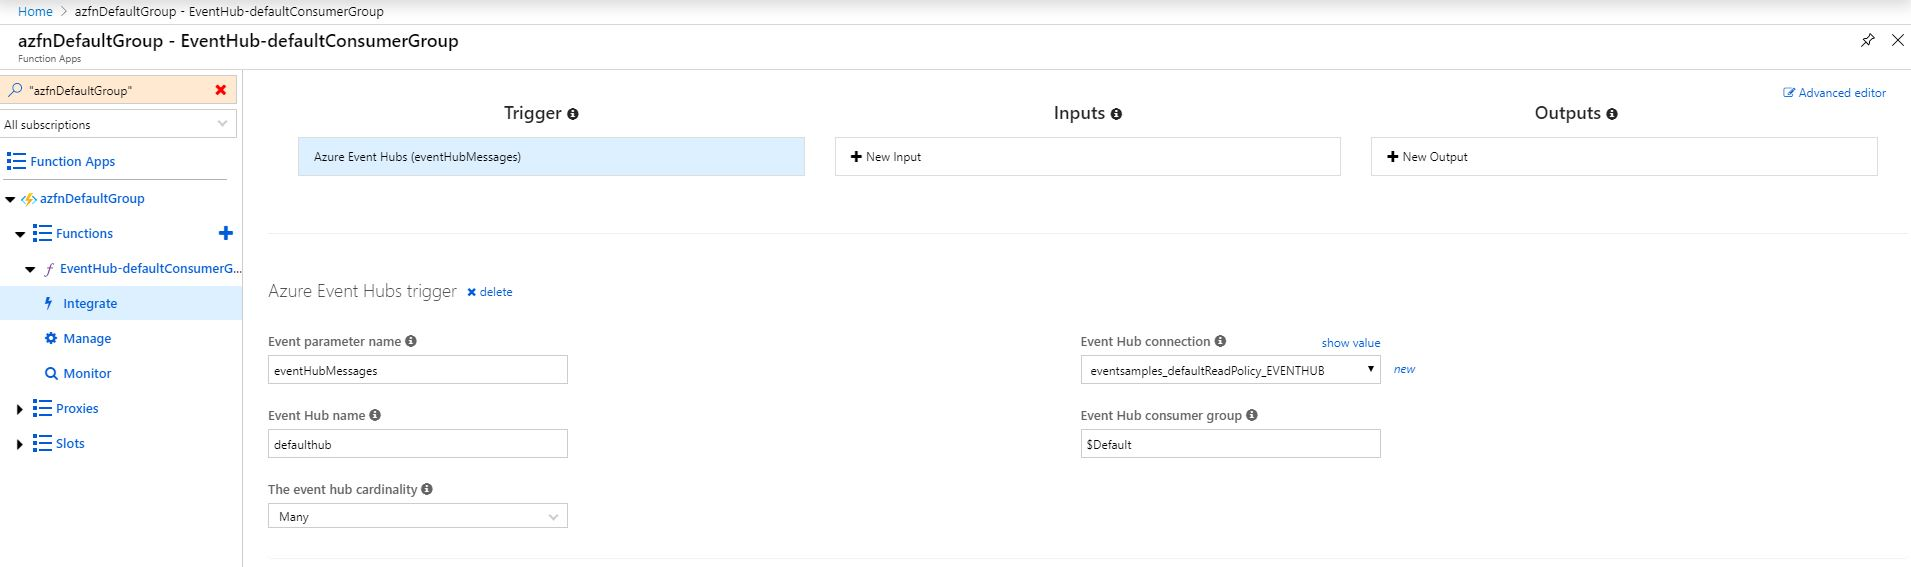 Home > azfnDefaultGroup - EventHub-defaultConsumerGroup
azfnDefaultGroup - EventHub-defaultConsumerGroup
Function Apps
"azfnDefaultGroup"
All subscriptions
Function Apps
azfnDefaultGroup
Functions
EventHub-defaultConsumerG...
Integrate
Manage
Monitor
Proxies
Slots
Advanced editor
Trigger
Inputs
Outputs
Azure Event Hubs (eventHubMessages)
New Input
New Output
Azure Event Hubs trigger delete
Event parameter name
eventHubMessages
Event Hub connection show value
eventsamples_defaultReadPolicy_EVENTHUB new
Event Hub name
defaulthub
Event Hub consumer group
$Default
The event hub cardinality
Many